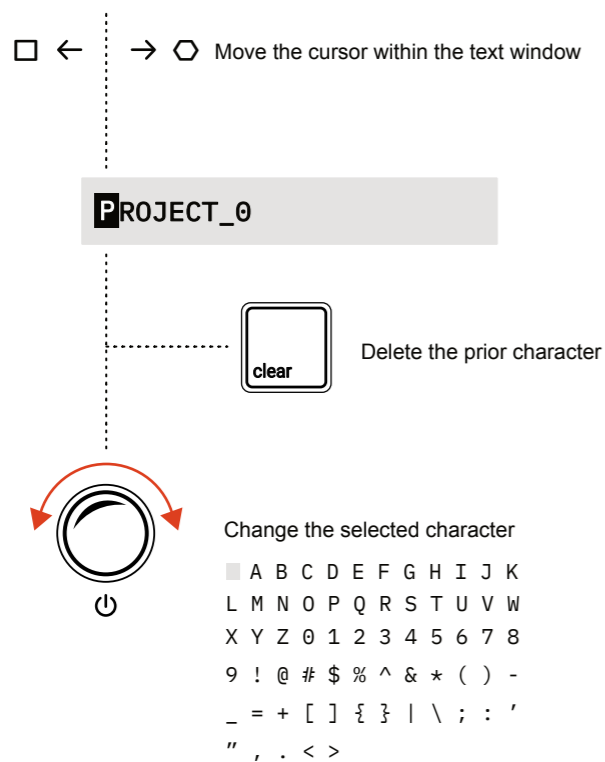 Move the cursor within the text window
PROJECT_0
clear
Delete the prior character
Change the selected character
A B C D E F G H I J K
L M N O P Q R S T U V W
X Y Z 0 1 2 3 4 5 6 7 8
9 ! @ # $ % ^ & * ( ) -
_ = + [ ] { } | \ ; : ’
” , . < >